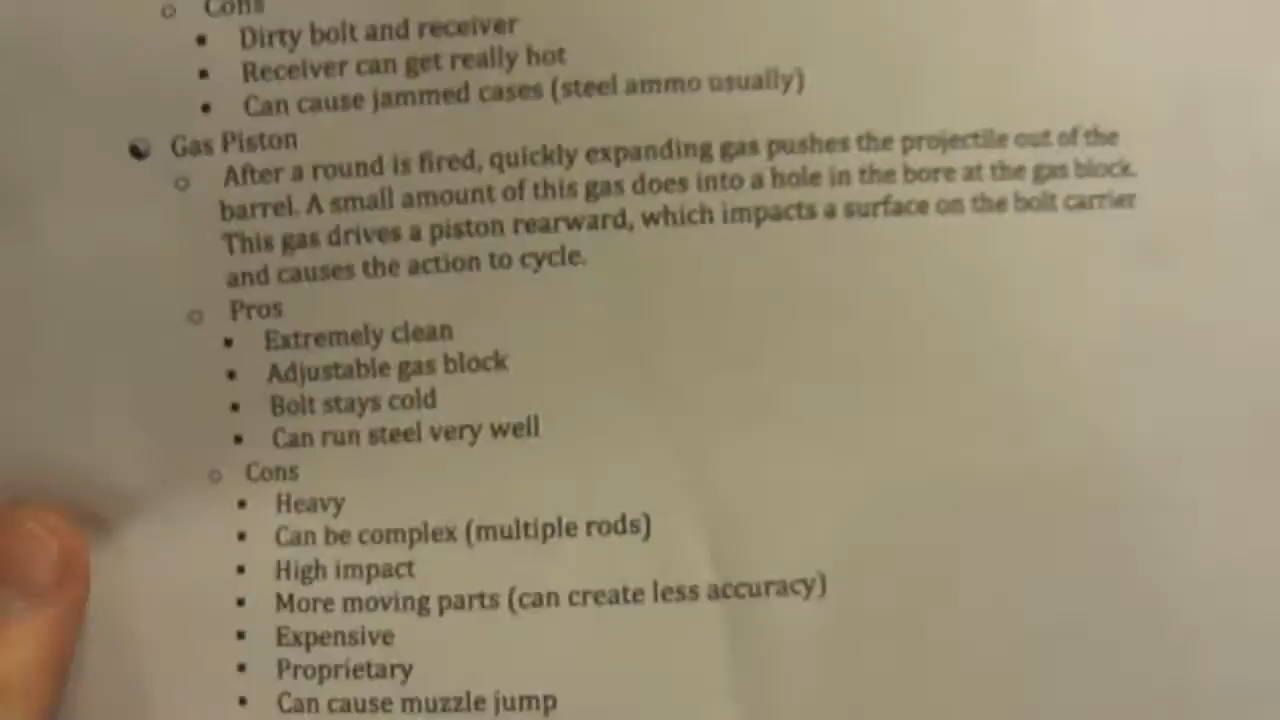 Cons
Dirty bolt and receiver
Receiver can get really hot
Can cause jammed cases (steel ammo usually)
Gas Piston
After a round is fired, quickly expanding gas pushes the projectile out of the
barrel. A small amount of this gas does into a hole in the bore at the gas block.
This gas drives a piston rearward, which impacts a surface on the bolt carrier
and causes the action to cycle.
Pros
Extremely clean
Adjustable gas block
Bolt stays cold
Can run steel very well
Cons
Heavy
Can be complex (multiple rods)
High impact
More moving parts (can create less accuracy)
Expensive
Proprietary
Can cause muzzle jump